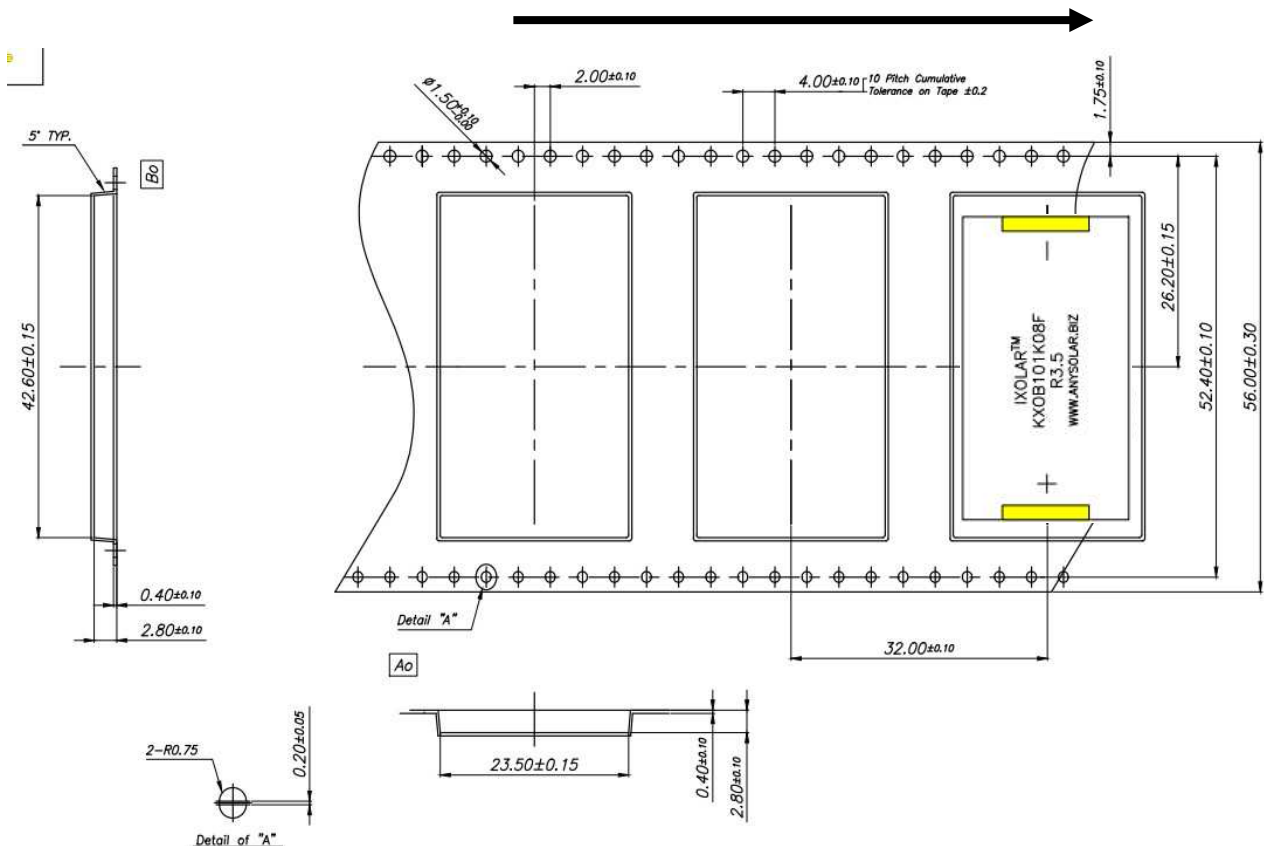 2.00±0.10
4.00±0.10 10 Pitch Cumulative
Tolerance on Tape ±0.2
1.75±0.10
Ø1.50+0.10
-0.00
5° TYP.
Bo
42.60±0.15
0.40±0.10
2.80±0.10
26.20±0.15
52.40±0.10
56.00±0.30
−
IXOLAR™
KXOB101K08F
R3.5
WWW.ANYSOLAR.BIZ
+
Detail "A"
32.00±0.10
Ao
23.50±0.15
0.40±0.10
2.80±0.10
2-R0.75
0.20±0.05
Detail of "A"